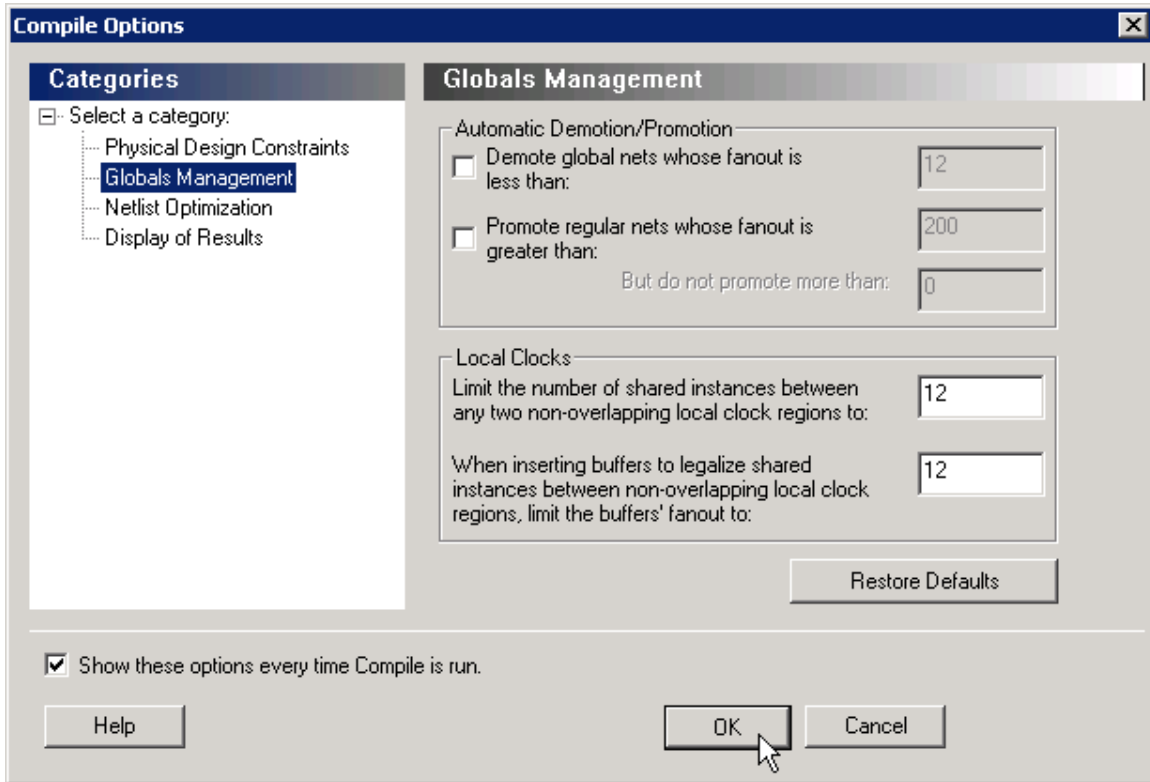 Compile Options
Categories
Select a category:
Physical Design Constraints
Globals Management
Netlist Optimization
Display of Results
Globals Management
Automatic Demotion/Promotion
Demote global nets whose fanout is
less than:
12
Promote regular nets whose fanout is
greater than:
200
But do not promote more than:
0
Local Clocks
Limit the number of shared instances between
any two non-overlapping local clock regions to:
12
When inserting buffers to legalize shared
instances between non-overlapping local clock
regions, limit the buffers' fanout to:
12
Restore Defaults
Show these options every time Compile is run.
Help
OK
Cancel